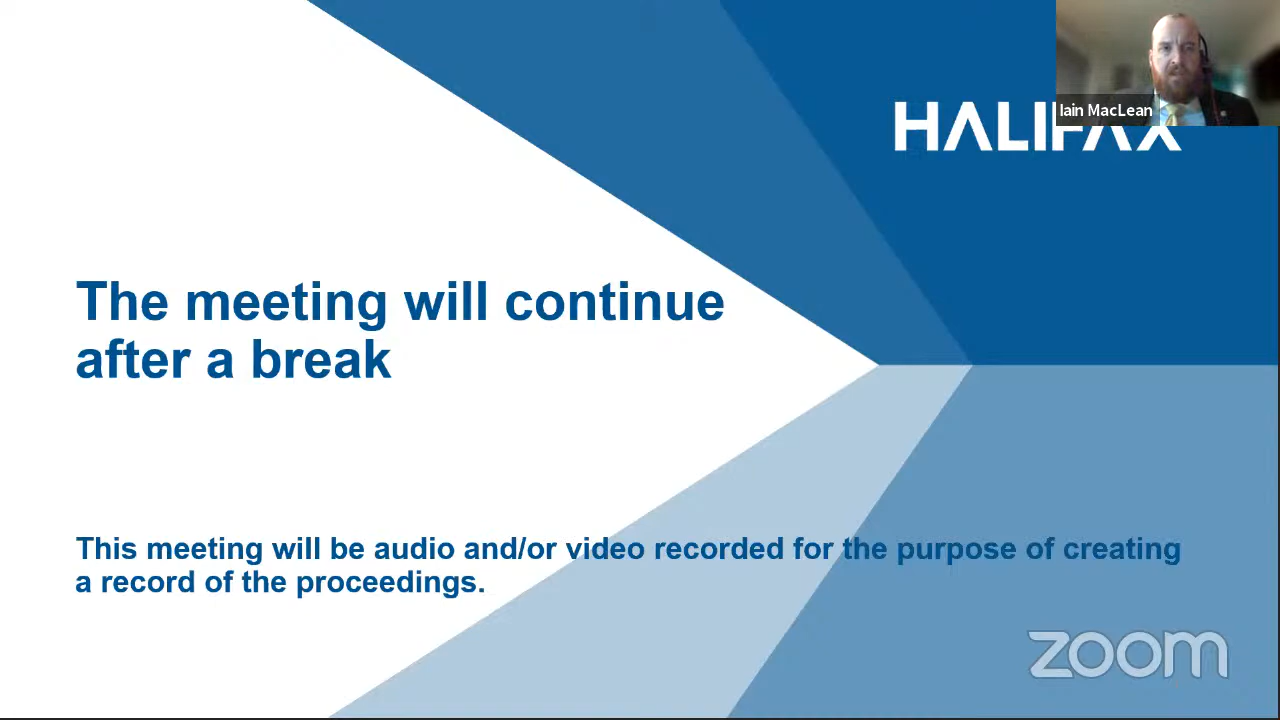 HALIFAX
Iain MacLean
The meeting will continue
after a break
This meeting will be audio and/or video recorded for the purpose of creating
a record of the proceedings.
zoom